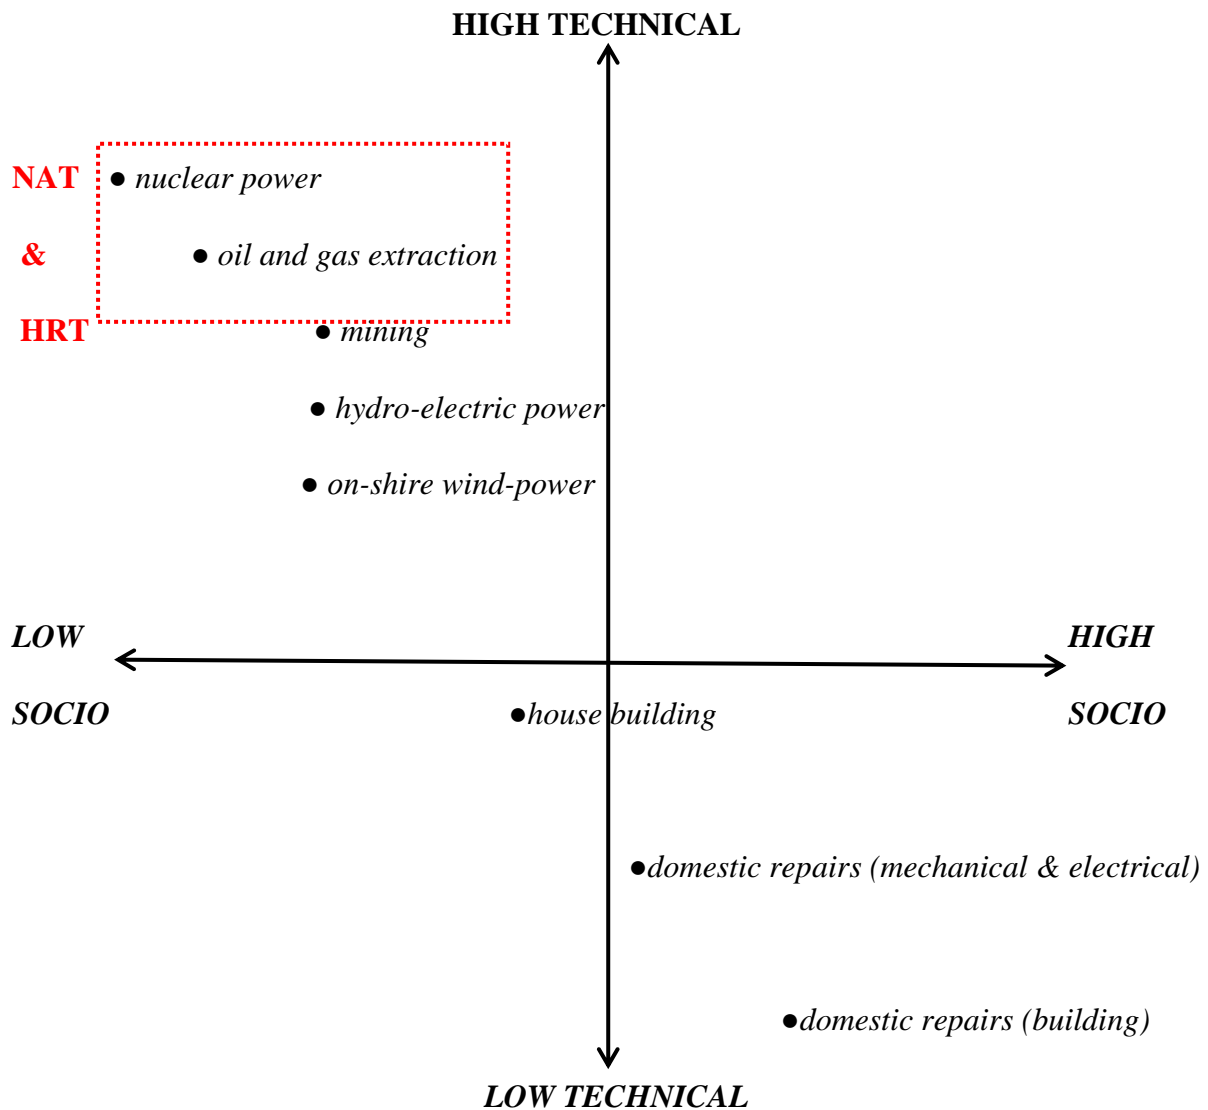 HIGH TECHNICAL
NAT ● nuclear power
& ● oil and gas extraction
HRT ● mining
● hydro-electric power
● on-shire wind-power
LOW HIGH
SOCIO ●house building SOCIO
●domestic repairs (mechanical & electrical)
●domestic repairs (building)
LOW TECHNICAL